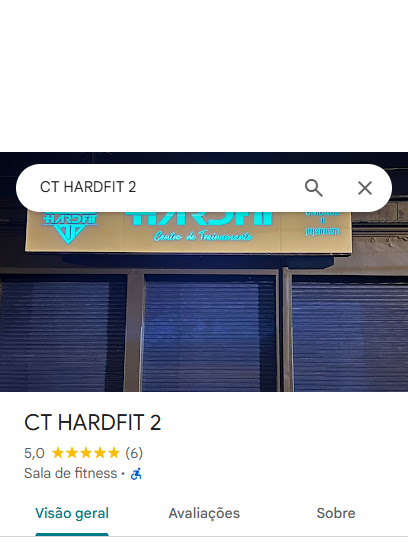 CT HARDFIT 2
HARDFIT
HARDFIT
Centro de Treinamento
CT HARDFIT 2
5,0 (6)
Sala de fitness ·
Visão geral
Avaliações
Sobre